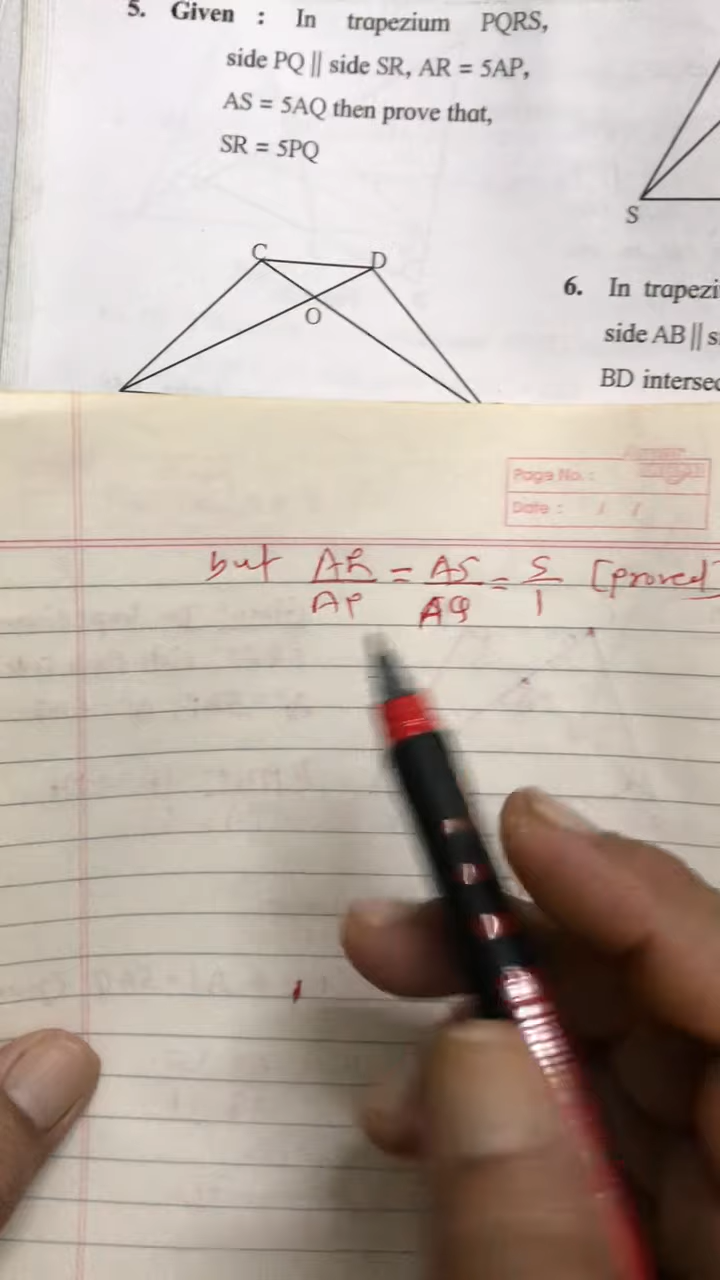 5. Given : In trapezium PQRS,
side PQ || side SR, AR = 5AP,
AS = 5AQ then prove that,
SR = 5PQ
S
C D
O
6. In trapezi
side AB || s
BD interse
Page No. :
Date : / /
but AR/AP = AS/AQ = 5/1 [proved]